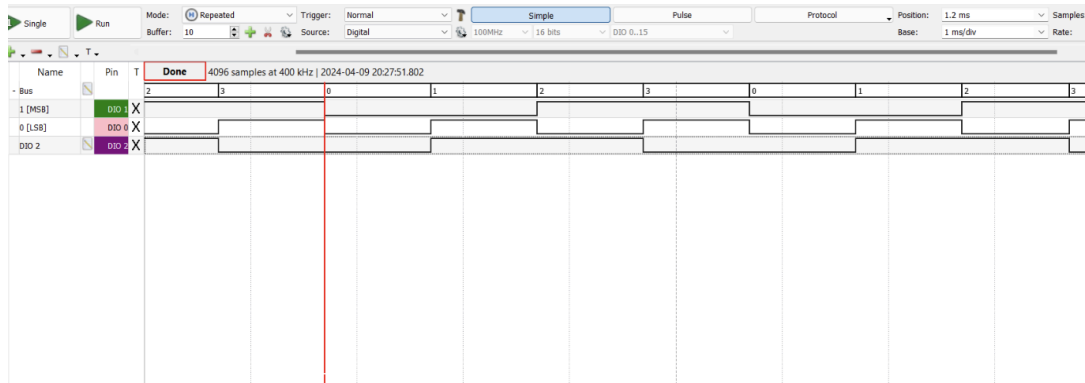 Single Run Mode: Repeated Trigger: Normal Simple Pulse Protocol Position: 1.2 ms Samples
Buffer: 10 Source: Digital 100MHz 16 bits DIO 0..15 Base: 1 ms/div Rate:
T
Name Pin T Done 4096 samples at 400 kHz | 2024-04-09 20:27:51.802
- Bus 2 3 0 1 2 3 0 1 2 3
1 [MSB] DIO 1 X
0 [LSB] DIO 0 X
DIO 2 DIO 2 X